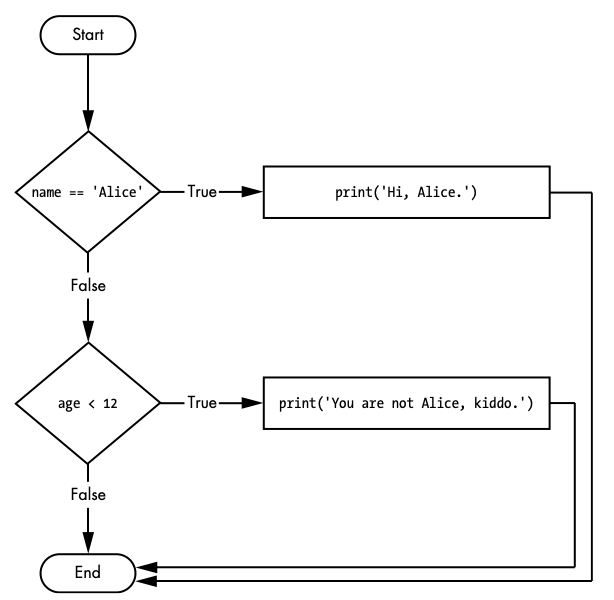 Start
name == 'Alice'
True
print('Hi, Alice.')
False
age < 12
True
print('You are not Alice, kiddo.')
False
End